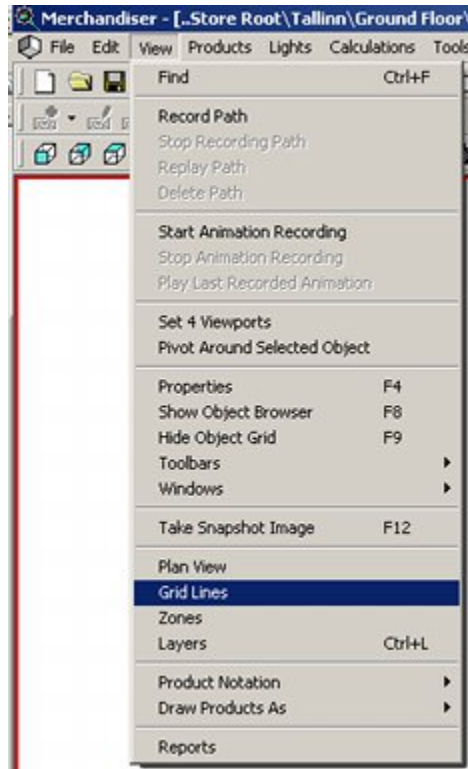 Merchandiser - [..Store Root\Tallinn\Ground Floor\
File Edit View Products Lights Calculations Tools
Find Ctrl+F
Record Path
Stop Recording Path
Replay Path
Delete Path
Start Animation Recording
Stop Animation Recording
Play Last Recorded Animation
Set 4 Viewports
Pivot Around Selected Object
Properties F4
Show Object Browser F8
Hide Object Grid F9
Toolbars
Windows
Take Snapshot Image F12
Plan View
Grid Lines
Zones
Layers Ctrl+L
Product Notation
Draw Products As
Reports